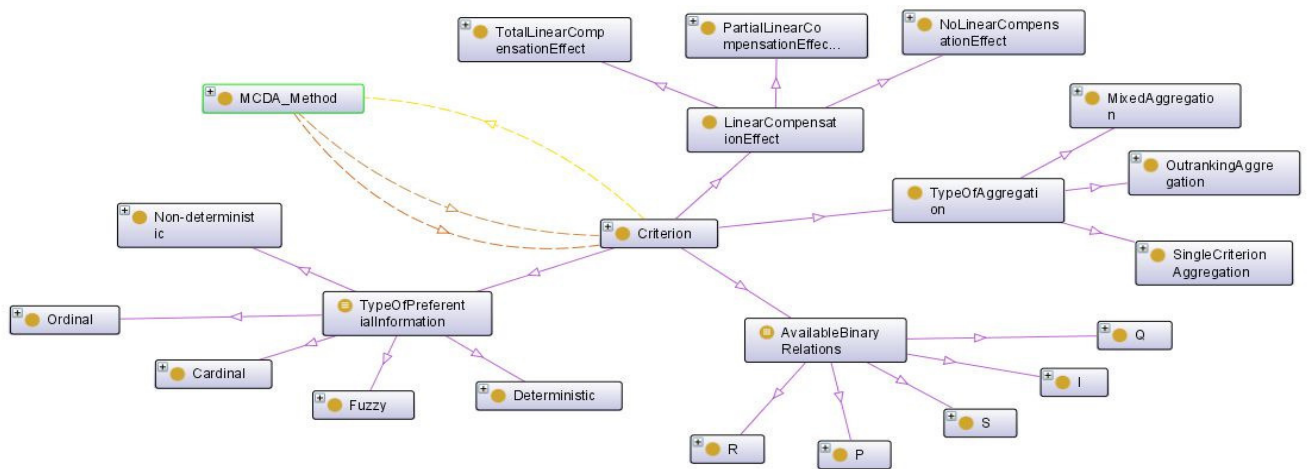 TotalLinearComp
ensationEffect
PartialLinearCo
mpensationEffec...
NoLinearCompens
ationEffect
MCDA_Method
LinearCompensat
ionEffect
MixedAggregatio
n
OutrankingAggre
gation
TypeOfAggregati
on
SingleCriterion
Aggregation
Criterion
Non-determinist
ic
TypeOfPreferent
ialInformation
Ordinal
Cardinal
Fuzzy
Deterministic
AvailableBinary
Relations
Q
I
S
P
R